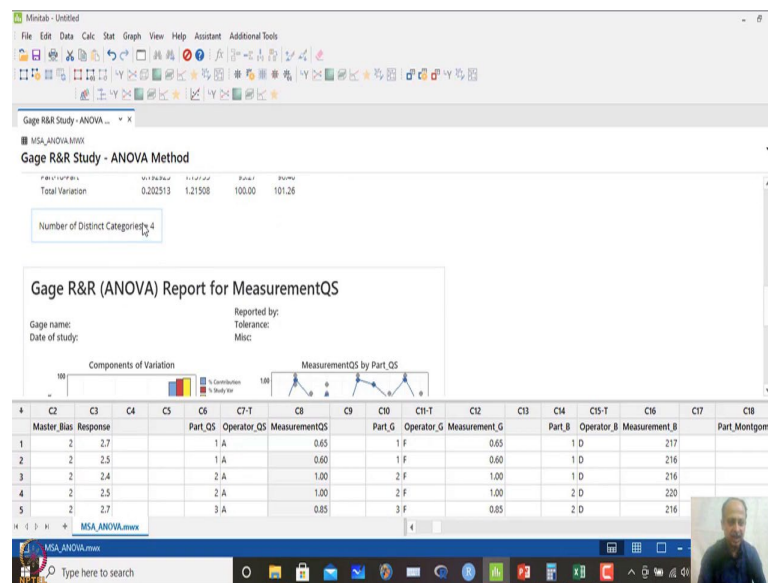 Minitab - Untitled
File Edit Data Calc Stat Graph View Help Assistant Additional Tools
Gage R&R Study - ANOVA ...
MSA_ANOVA.MWX
Gage R&R Study - ANOVA Method
Total Variation 0.202513 1.21508 100.00 101.26
Number of Distinct Categories = 4
Gage R&R (ANOVA) Report for MeasurementQS
Reported by:
Gage name: Tolerance:
Date of study: Misc:
Components of Variation MeasurementQS by Part_QS
100 % Contribution 1.00
% Study Var
C2 C3 C4 C5 C6 C7-T C8 C9 C10 C11-T C12 C13 C14 C15-T C16 C17 C18
Master_Bias Response Part_QS Operator_QS MeasurementQS Part_G Operator_G Measurement_G Part_B Operator_B Measurement_B Part_Montgom
1 2 2.7 1 A 0.65 1 F 0.65 1 D 217
2 2 2.5 1 A 0.60 1 F 0.60 1 D 216
3 2 2.4 2 A 1.00 2 F 1.00 1 D 216
4 2 2.5 2 A 1.00 2 F 1.00 2 D 220
5 2 2.7 3 A 0.85 3 F 0.85 2 D 216
MSA_ANOVA.mwx
MSA_ANOVA.mwx
Type here to search
NPTEL